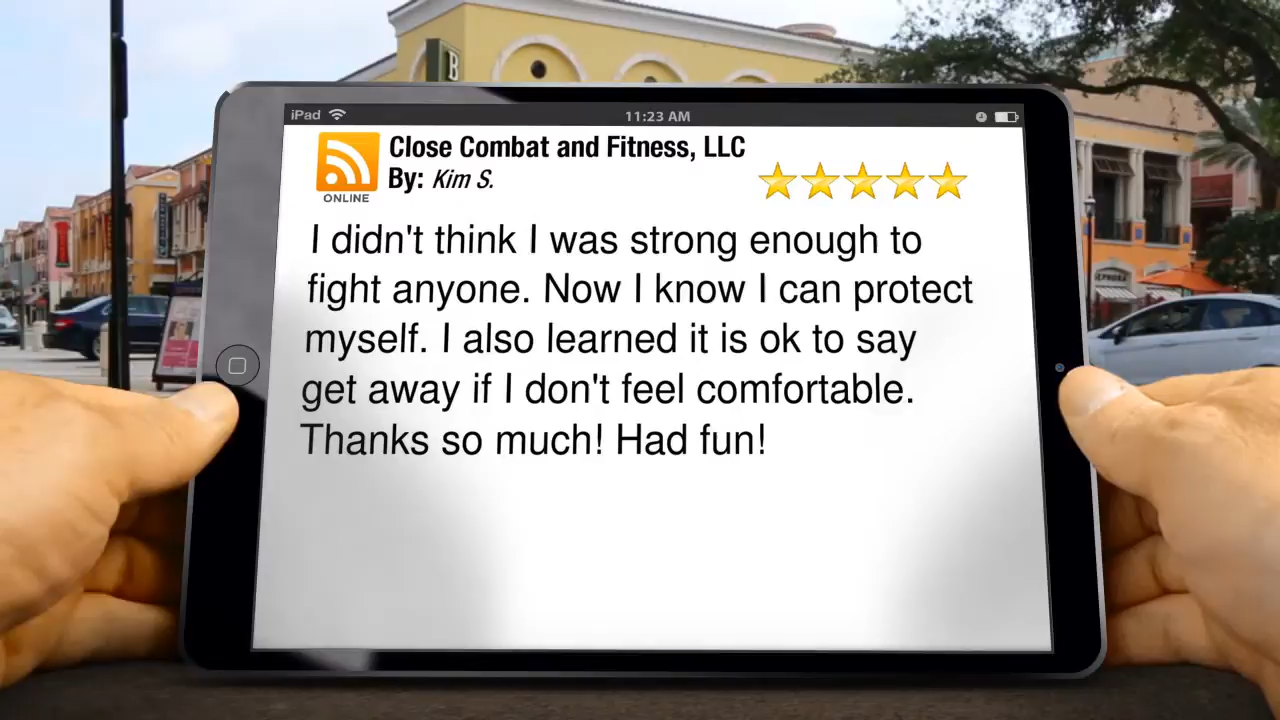 iPad
11:23 AM
Close Combat and Fitness, LLC
By: Kim S.
ONLINE
I didn't think I was strong enough to
fight anyone. Now I know I can protect
myself. I also learned it is ok to say
get away if I don't feel comfortable.
Thanks so much! Had fun!
B
SEPHORA